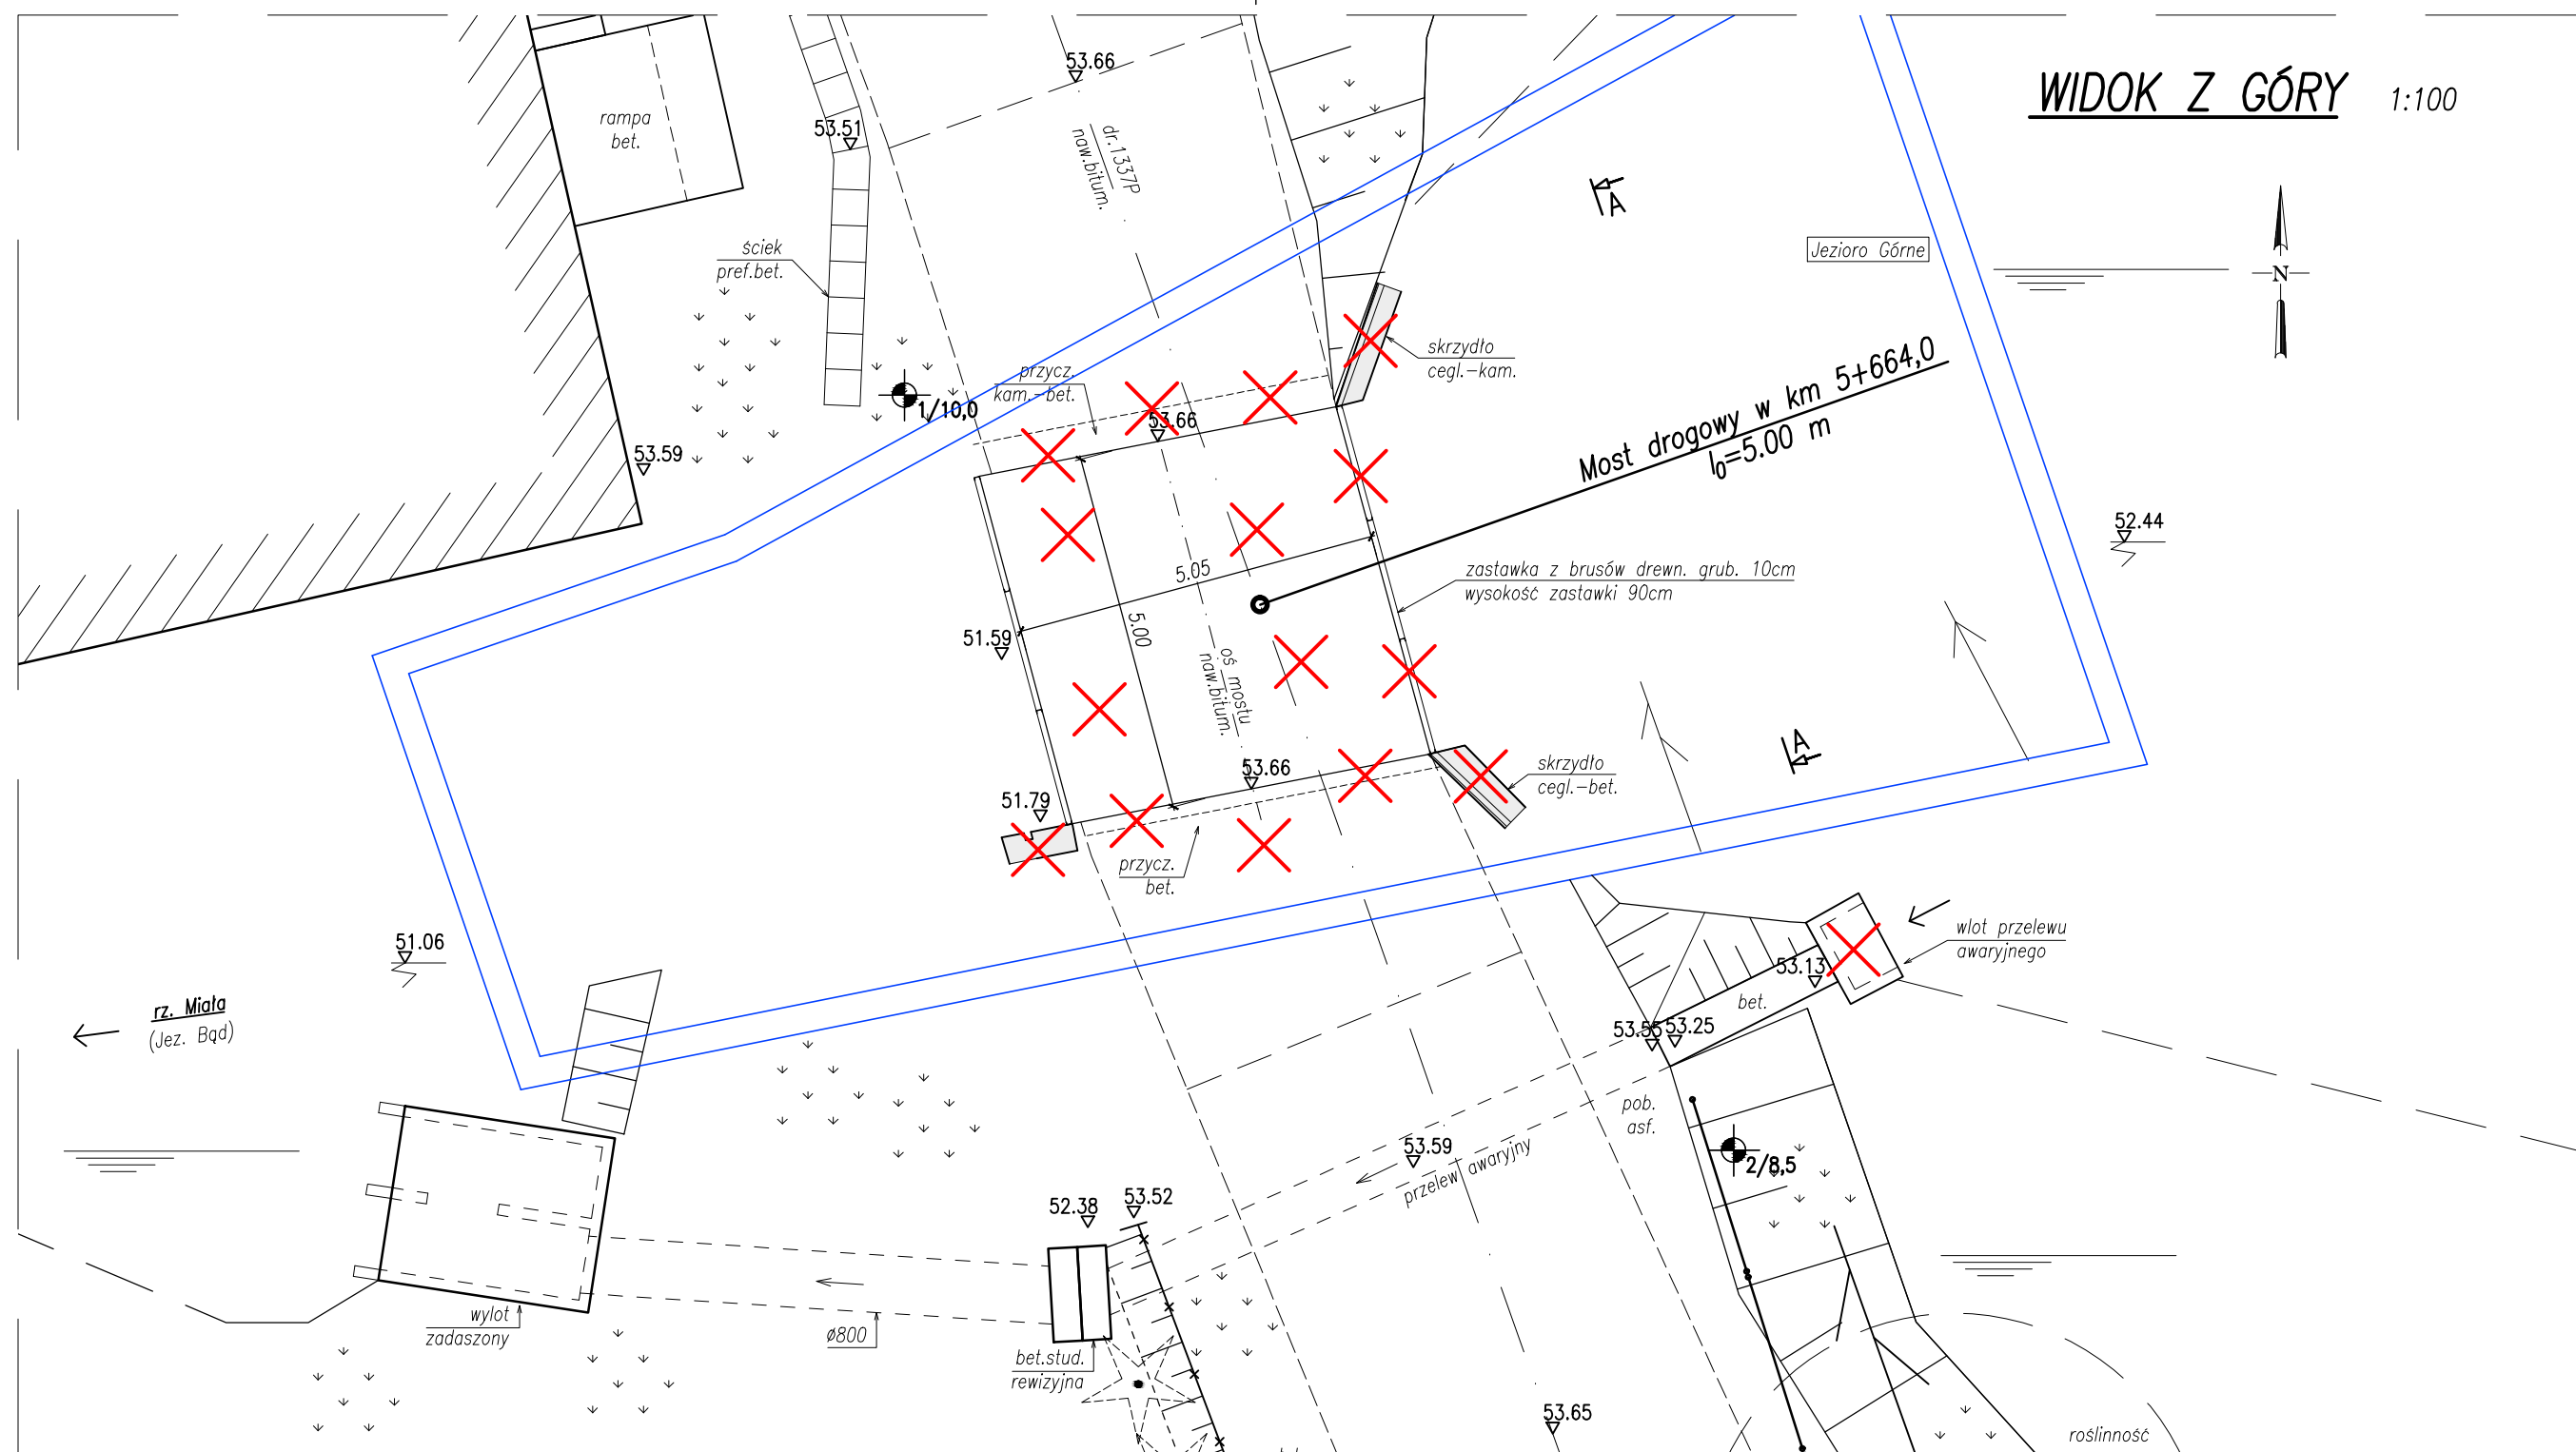 WIDOK Z GÓRY 1:100
53.66
rampa
bet.
53.51
dr.1337P
naw.bitum.
A
ściek
pref.bet.
Jezioro Górne
N
skrzydło
cegl.-kam.
przycz.
kam.-bet.
1/10,0
53.66
Most drogowy w km 5+664,0
l0=5.00 m
53.59
52.44
5.05
zastawka z brusów drewn. grub. 10cm
wysokość zastawki 90cm
51.59
5.00
oś mostu
naw.bitum.
A
53.66
skrzydło
cegl.-bet.
51.79
przycz.
bet.
51.06
wlot przelewu
awaryjnego
53.13
bet.
rz. Miała
(Jez. Bąd)
53.55
53.25
pob.
asf.
53.59
przelew awaryjny
2/8,5
52.38
53.52
wylot
zadaszony
ø800
bet.stud.
rewizyjna
53.65
roślinność